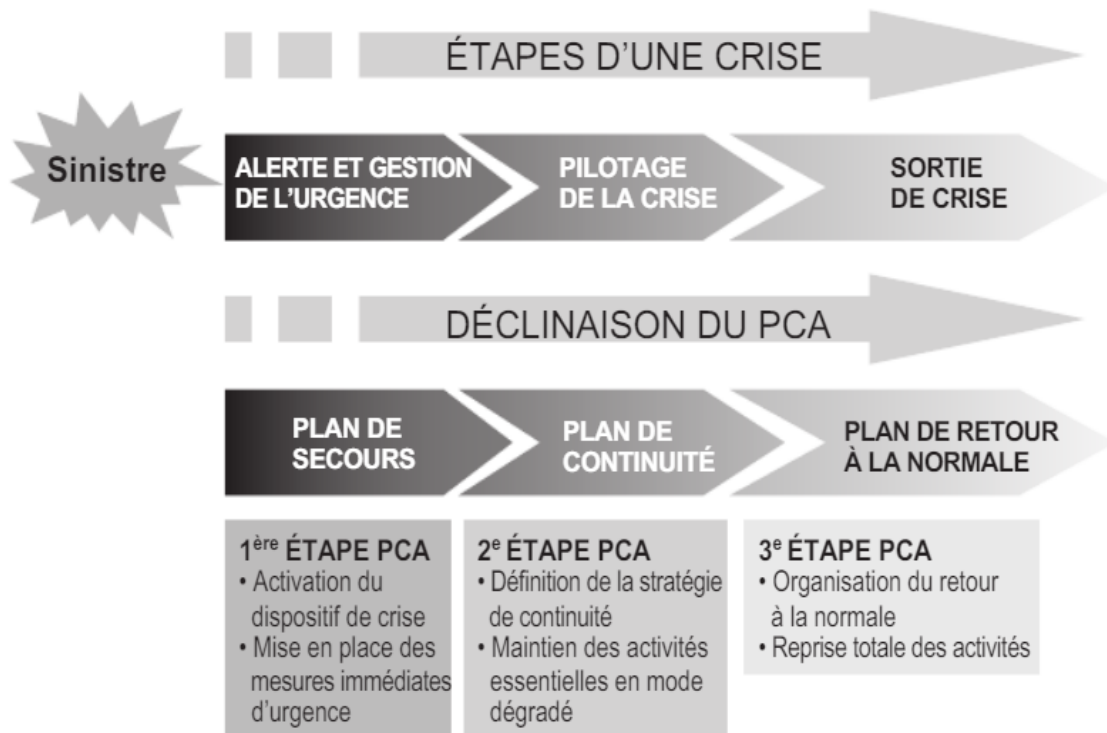 ÉTAPES D'UNE CRISE
Sinistre
ALERTE ET GESTION
DE L'URGENCE
PILOTAGE
DE LA CRISE
SORTIE
DE CRISE
DÉCLINAISON DU PCA
PLAN DE
SECOURS
PLAN DE
CONTINUITÉ
PLAN DE RETOUR
À LA NORMALE
1ère ÉTAPE PCA
• Activation du
dispositif de crise
• Mise en place des
mesures immédiates
d'urgence
2e ÉTAPE PCA
• Définition de la stratégie
de continuité
• Maintien des activités
essentielles en mode
dégradé
3e ÉTAPE PCA
• Organisation du retour
à la normale
• Reprise totale des activités